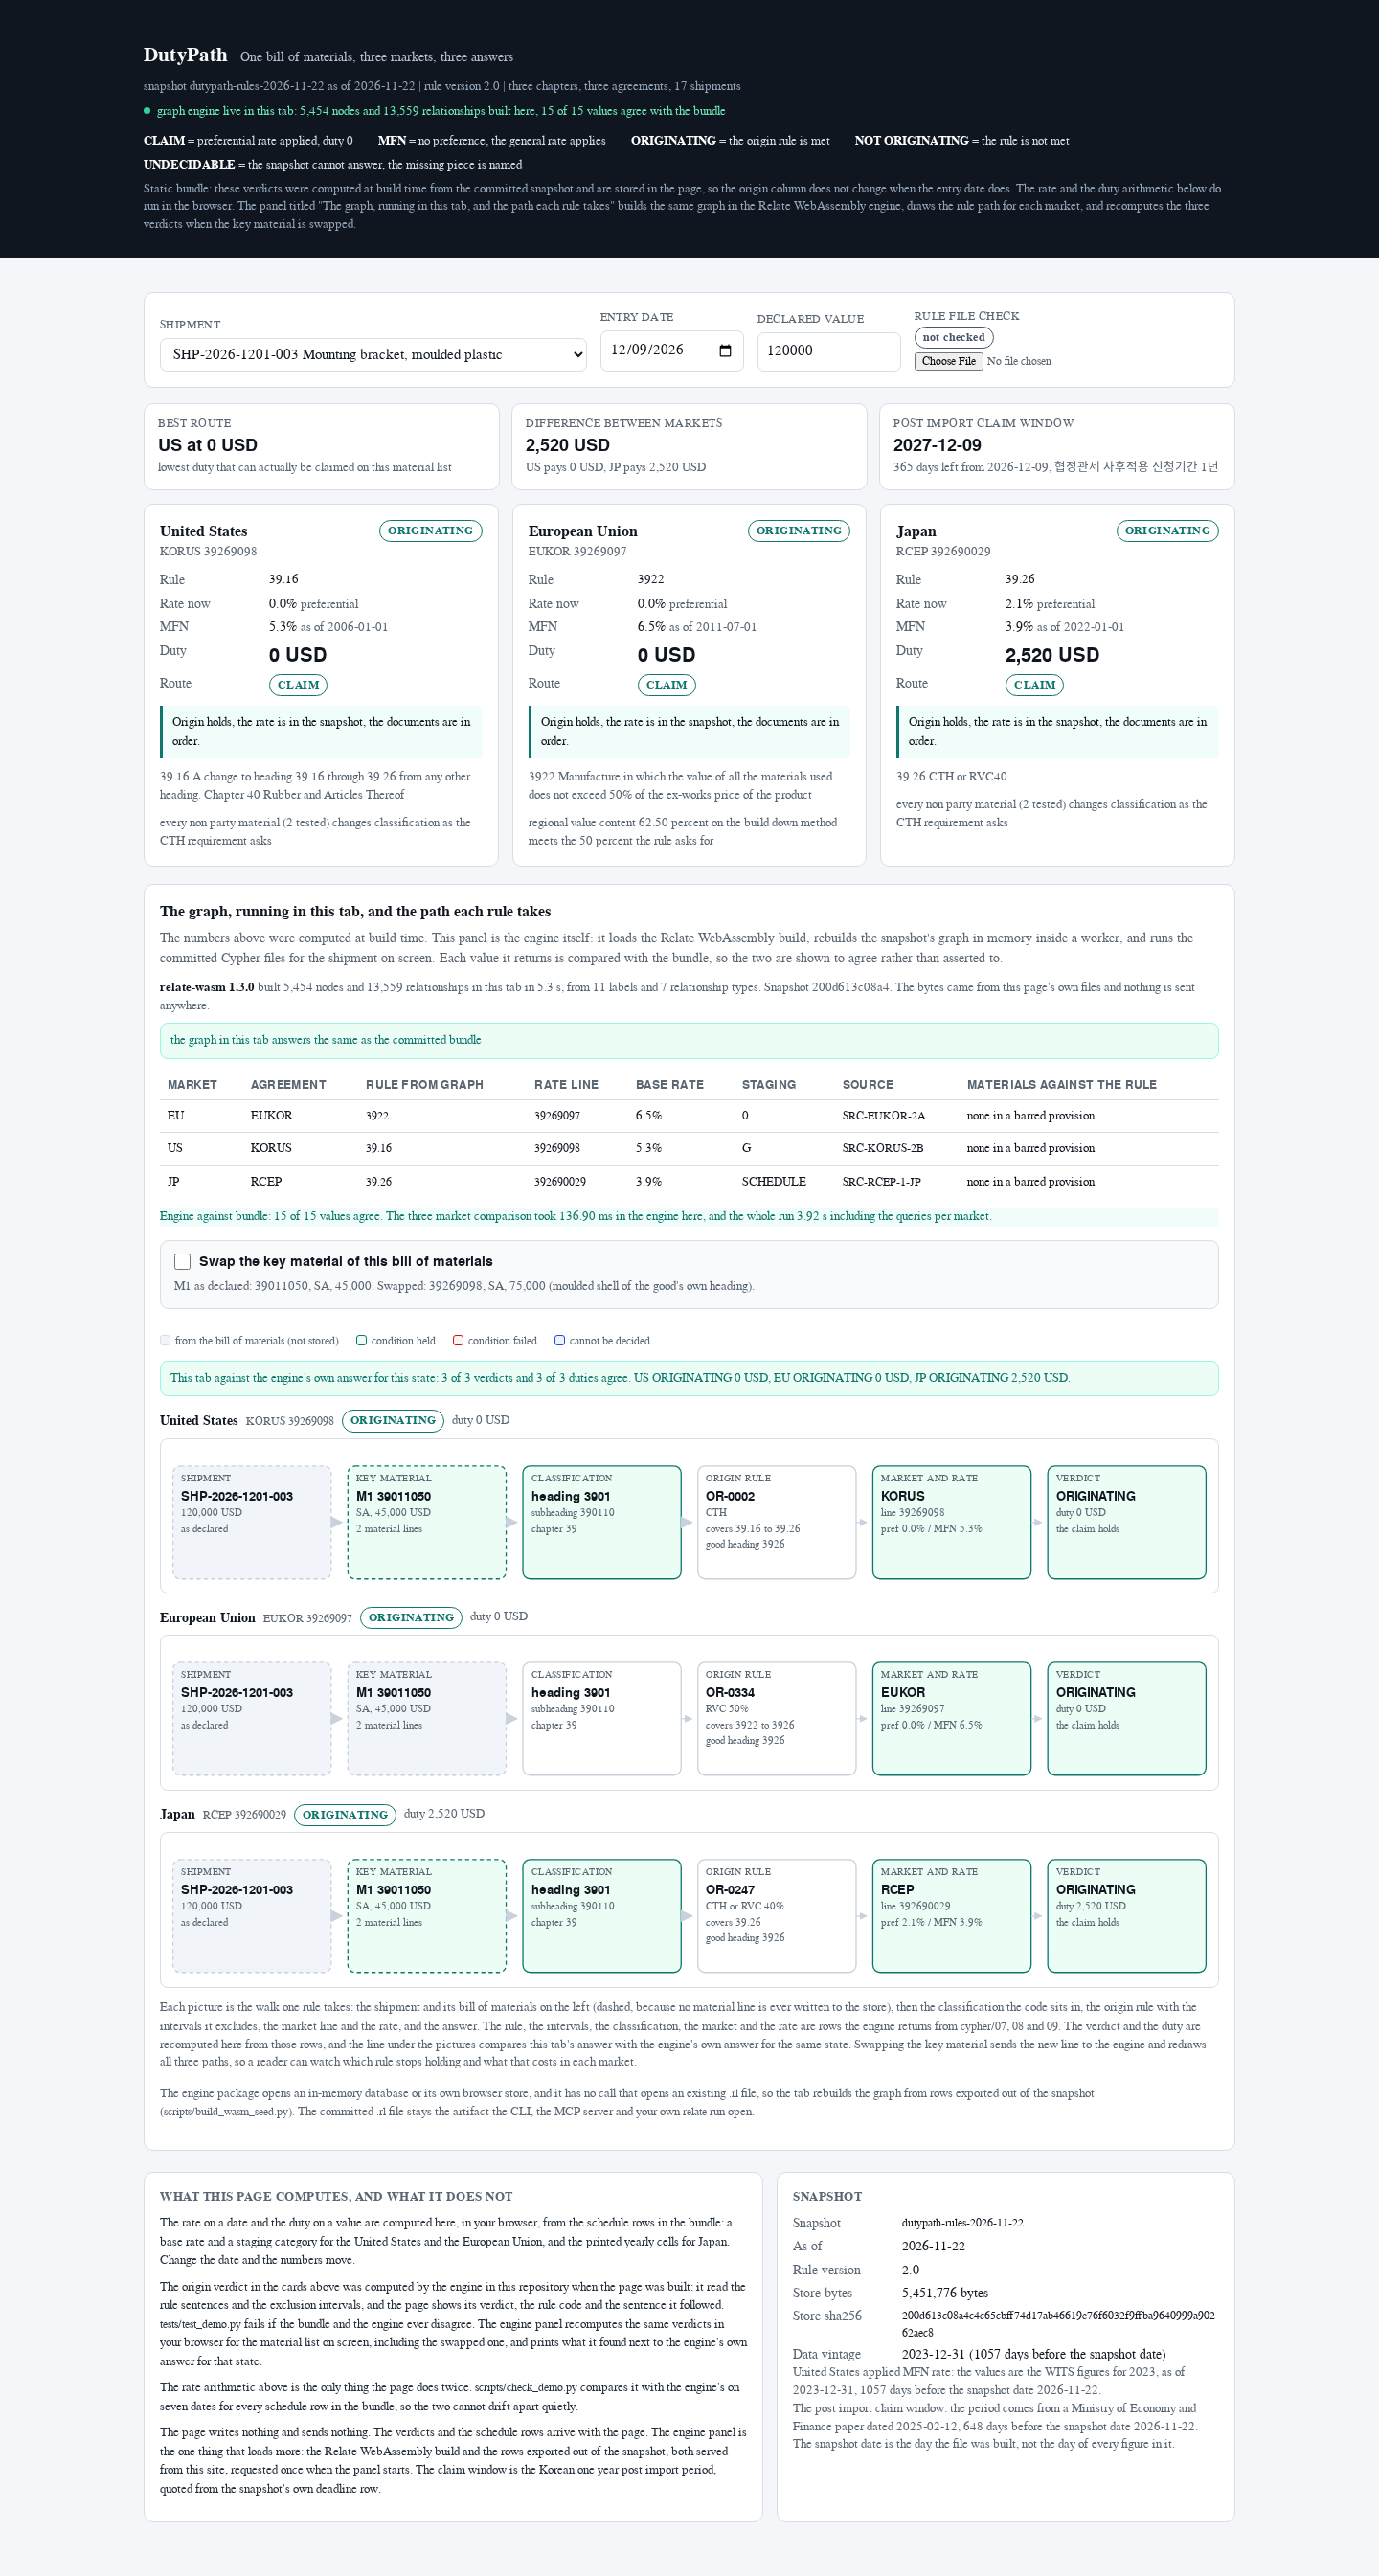 DutyPath One bill of materials, three markets, three answers
snapshot dutypath-rules-2026-11-22 as of 2026-11-22 | rule version 2.0 | three chapters, three agreements, 17 shipments
graph engine live in this tab: 5,454 nodes and 13,559 relationships built here, 15 of 15 values agree with the bundle
CLAIM = preferential rate applied, duty 0 MFN = no preference, the general rate applies ORIGINATING = the origin rule is met NOT ORIGINATING = the rule is not met
UNDECIDABLE = the snapshot cannot answer, the missing piece is named
Static bundle: these verdicts were computed at build time from the committed snapshot and are stored in the page, so the origin column does not change when the entry date does. The rate and the duty arithmetic below do
run in the browser. The panel titled "The graph, running in this tab, and the path each rule takes" builds the same graph in the Relate WebAssembly engine, draws the rule path for each market, and recomputes the three
verdicts when the key material is swapped.
SHIPMENT
SHP-2026-1201-003 Mounting bracket, moulded plastic
ENTRY DATE
12/09/2026
DECLARED VALUE
120000
RULE FILE CHECK
not checked
Choose File No file chosen
BEST ROUTE
US at 0 USD
lowest duty that can actually be claimed on this material list
DIFFERENCE BETWEEN MARKETS
2,520 USD
US pays 0 USD, JP pays 2,520 USD
POST IMPORT CLAIM WINDOW
2027-12-09
365 days left from 2026-12-09, 협정관세 사후적용 신청기간 1년
United States ORIGINATING
KORUS 39269098
Rule 39.16
Rate now 0.0% preferential
MFN 5.3% as of 2006-01-01
Duty 0 USD
Route CLAIM
Origin holds, the rate is in the snapshot, the documents are in
order.
39.16 A change to heading 39.16 through 39.26 from any other
heading. Chapter 40 Rubber and Articles Thereof
every non party material (2 tested) changes classification as the
CTH requirement asks
European Union ORIGINATING
EUKOR 39269097
Rule 3922
Rate now 0.0% preferential
MFN 6.5% as of 2011-07-01
Duty 0 USD
Route CLAIM
Origin holds, the rate is in the snapshot, the documents are in
order.
3922 Manufacture in which the value of all the materials used
does not exceed 50% of the ex-works price of the product
regional value content 62.50 percent on the build down method
meets the 50 percent the rule asks for
Japan ORIGINATING
RCEP 392690029
Rule 39.26
Rate now 2.1% preferential
MFN 3.9% as of 2022-01-01
Duty 2,520 USD
Route CLAIM
Origin holds, the rate is in the snapshot, the documents are in
order.
39.26 CTH or RVC40
every non party material (2 tested) changes classification as the
CTH requirement asks
The graph, running in this tab, and the path each rule takes
The numbers above were computed at build time. This panel is the engine itself: it loads the Relate WebAssembly build, rebuilds the snapshot's graph in memory inside a worker, and runs the
committed Cypher files for the shipment on screen. Each value it returns is compared with the bundle, so the two are shown to agree rather than asserted to.
relate-wasm 1.3.0 built 5,454 nodes and 13,559 relationships in this tab in 5.3 s, from 11 labels and 7 relationship types. Snapshot 200d613c08a4. The bytes came from this page's own files and nothing is sent
anywhere.
the graph in this tab answers the same as the committed bundle
MARKET AGREEMENT RULE FROM GRAPH RATE LINE BASE RATE STAGING SOURCE MATERIALS AGAINST THE RULE
EU EUKOR 3922 39269097 6.5% 0 SRC-EUKOR-2A none in a barred provision
US KORUS 39.16 39269098 5.3% G SRC-KORUS-2B none in a barred provision
JP RCEP 39.26 392690029 3.9% SCHEDULE SRC-RCEP-1-JP none in a barred provision
Engine against bundle: 15 of 15 values agree. The three market comparison took 136.90 ms in the engine here, and the whole run 3.92 s including the queries per market.
Swap the key material of this bill of materials
M1 as declared: 39011050, SA, 45,000. Swapped: 39269098, SA, 75,000 (moulded shell of the good's own heading).
from the bill of materials (not stored) condition held condition failed cannot be decided
This tab against the engine's own answer for this state: 3 of 3 verdicts and 3 of 3 duties agree. US ORIGINATING 0 USD, EU ORIGINATING 0 USD, JP ORIGINATING 2,520 USD.
United States KORUS 39269098 ORIGINATING duty 0 USD
SHIPMENT
SHP-2026-1201-003
120,000 USD
as declared
KEY MATERIAL
M1 39011050
SA, 45,000 USD
2 material lines
CLASSIFICATION
heading 3901
subheading 390110
chapter 39
ORIGIN RULE
OR-0002
CTH
covers 39.16 to 39.26
good heading 3926
MARKET AND RATE
KORUS
line 39269098
pref 0.0% / MFN 5.3%
VERDICT
ORIGINATING
duty 0 USD
the claim holds
European Union EUKOR 39269097 ORIGINATING duty 0 USD
SHIPMENT
SHP-2026-1201-003
120,000 USD
as declared
KEY MATERIAL
M1 39011050
SA, 45,000 USD
2 material lines
CLASSIFICATION
heading 3901
subheading 390110
chapter 39
ORIGIN RULE
OR-0334
RVC 50%
covers 3922 to 3926
good heading 3926
MARKET AND RATE
EUKOR
line 39269097
pref 0.0% / MFN 6.5%
VERDICT
ORIGINATING
duty 0 USD
the claim holds
Japan RCEP 392690029 ORIGINATING duty 2,520 USD
SHIPMENT
SHP-2026-1201-003
120,000 USD
as declared
KEY MATERIAL
M1 39011050
SA, 45,000 USD
2 material lines
CLASSIFICATION
heading 3901
subheading 390110
chapter 39
ORIGIN RULE
OR-0247
CTH or RVC 40%
covers 39.26
good heading 3926
MARKET AND RATE
RCEP
line 392690029
pref 2.1% / MFN 3.9%
VERDICT
ORIGINATING
duty 2,520 USD
the claim holds
Each picture is the walk one rule takes: the shipment and its bill of materials on the left (dashed, because no material line is ever written to the store), then the classification the code sits in, the origin rule with the
intervals it excludes, the market line and the rate, and the answer. The rule, the intervals, the classification, the market and the rate are rows the engine returns from cypher/07, 08 and 09. The verdict and the duty are
recomputed here from those rows, and the line under the pictures compares this tab's answer with the engine's own answer for the same state. Swapping the key material sends the new line to the engine and redraws
all three paths, so a reader can watch which rule stops holding and what that costs in each market.
The engine package opens an in-memory database or its own browser store, and it has no call that opens an existing .rl file, so the tab rebuilds the graph from rows exported out of the snapshot
(scripts/build_wasm_seed.py). The committed .rl file stays the artifact the CLI, the MCP server and your own relate run open.
WHAT THIS PAGE COMPUTES, AND WHAT IT DOES NOT
The rate on a date and the duty on a value are computed here, in your browser, from the schedule rows in the bundle: a
base rate and a staging category for the United States and the European Union, and the printed yearly cells for Japan.
Change the date and the numbers move.
The origin verdict in the cards above was computed by the engine in this repository when the page was built: it read the
rule sentences and the exclusion intervals, and the page shows its verdict, the rule code and the sentence it followed.
tests/test_demo.py fails if the bundle and the engine ever disagree. The engine panel recomputes the same verdicts in
your browser for the material list on screen, including the swapped one, and prints what it found next to the engine's own
answer for that state.
The rate arithmetic above is the only thing the page does twice. scripts/check_demo.py compares it with the engine's on
seven dates for every schedule row in the bundle, so the two cannot drift apart quietly.
The page writes nothing and sends nothing. The verdicts and the schedule rows arrive with the page. The engine panel is
the one thing that loads more: the Relate WebAssembly build and the rows exported out of the snapshot, both served
from this site, requested once when the panel starts. The claim window is the Korean one year post import period,
quoted from the snapshot's own deadline row.
SNAPSHOT
Snapshot dutypath-rules-2026-11-22
As of 2026-11-22
Rule version 2.0
Store bytes 5,451,776 bytes
Store sha256 200d613c08a4c4c65cbff74d17ab46619e76f6032f9ffba9640999a902
62aec8
Data vintage 2023-12-31 (1057 days before the snapshot date)
United States applied MFN rate: the values are the WITS figures for 2023, as of
2023-12-31, 1057 days before the snapshot date 2026-11-22.
The post import claim window: the period comes from a Ministry of Economy and
Finance paper dated 2025-02-12, 648 days before the snapshot date 2026-11-22.
The snapshot date is the day the file was built, not the day of every figure in it.